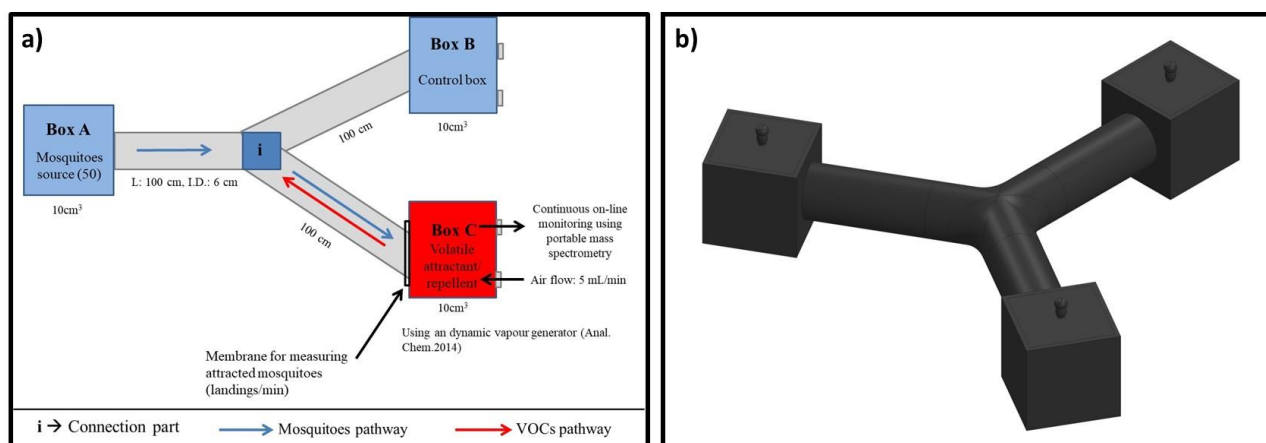 a)
Box A
Mosquitoes
source (50)
10cm³
L: 100 cm, I.D.: 6 cm
i
100 cm
Box B
Control box
10cm³
100 cm
Box C
Volatile
attractant/
repellent
10cm³
Continuous on-line
monitoring using
portable mass
spectrometry
Air flow: 5 mL/min
Using an dynamic vapour generator (Anal.
Chem.2014)
Membrane for measuring
attracted mosquitoes
(landings/min)
i → Connection part
Mosquitoes pathway
VOCs pathway
b)